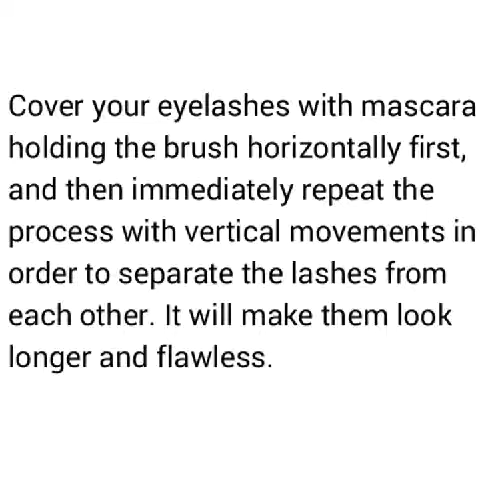 Cover your eyelashes with mascara
holding the brush horizontally first,
and then immediately repeat the
process with vertical movements in
order to separate the lashes from
each other. It will make them look
longer and flawless.